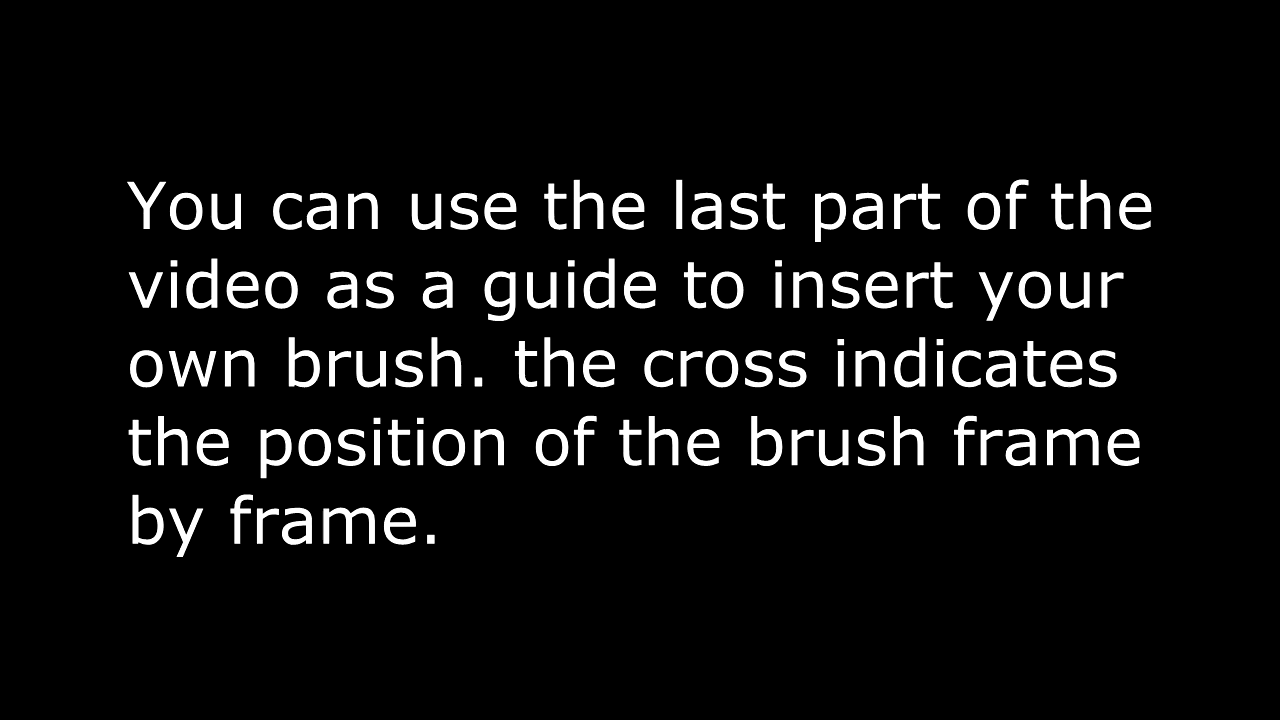 You can use the last part of the
video as a guide to insert your
own brush. the cross indicates
the position of the brush frame
by frame.